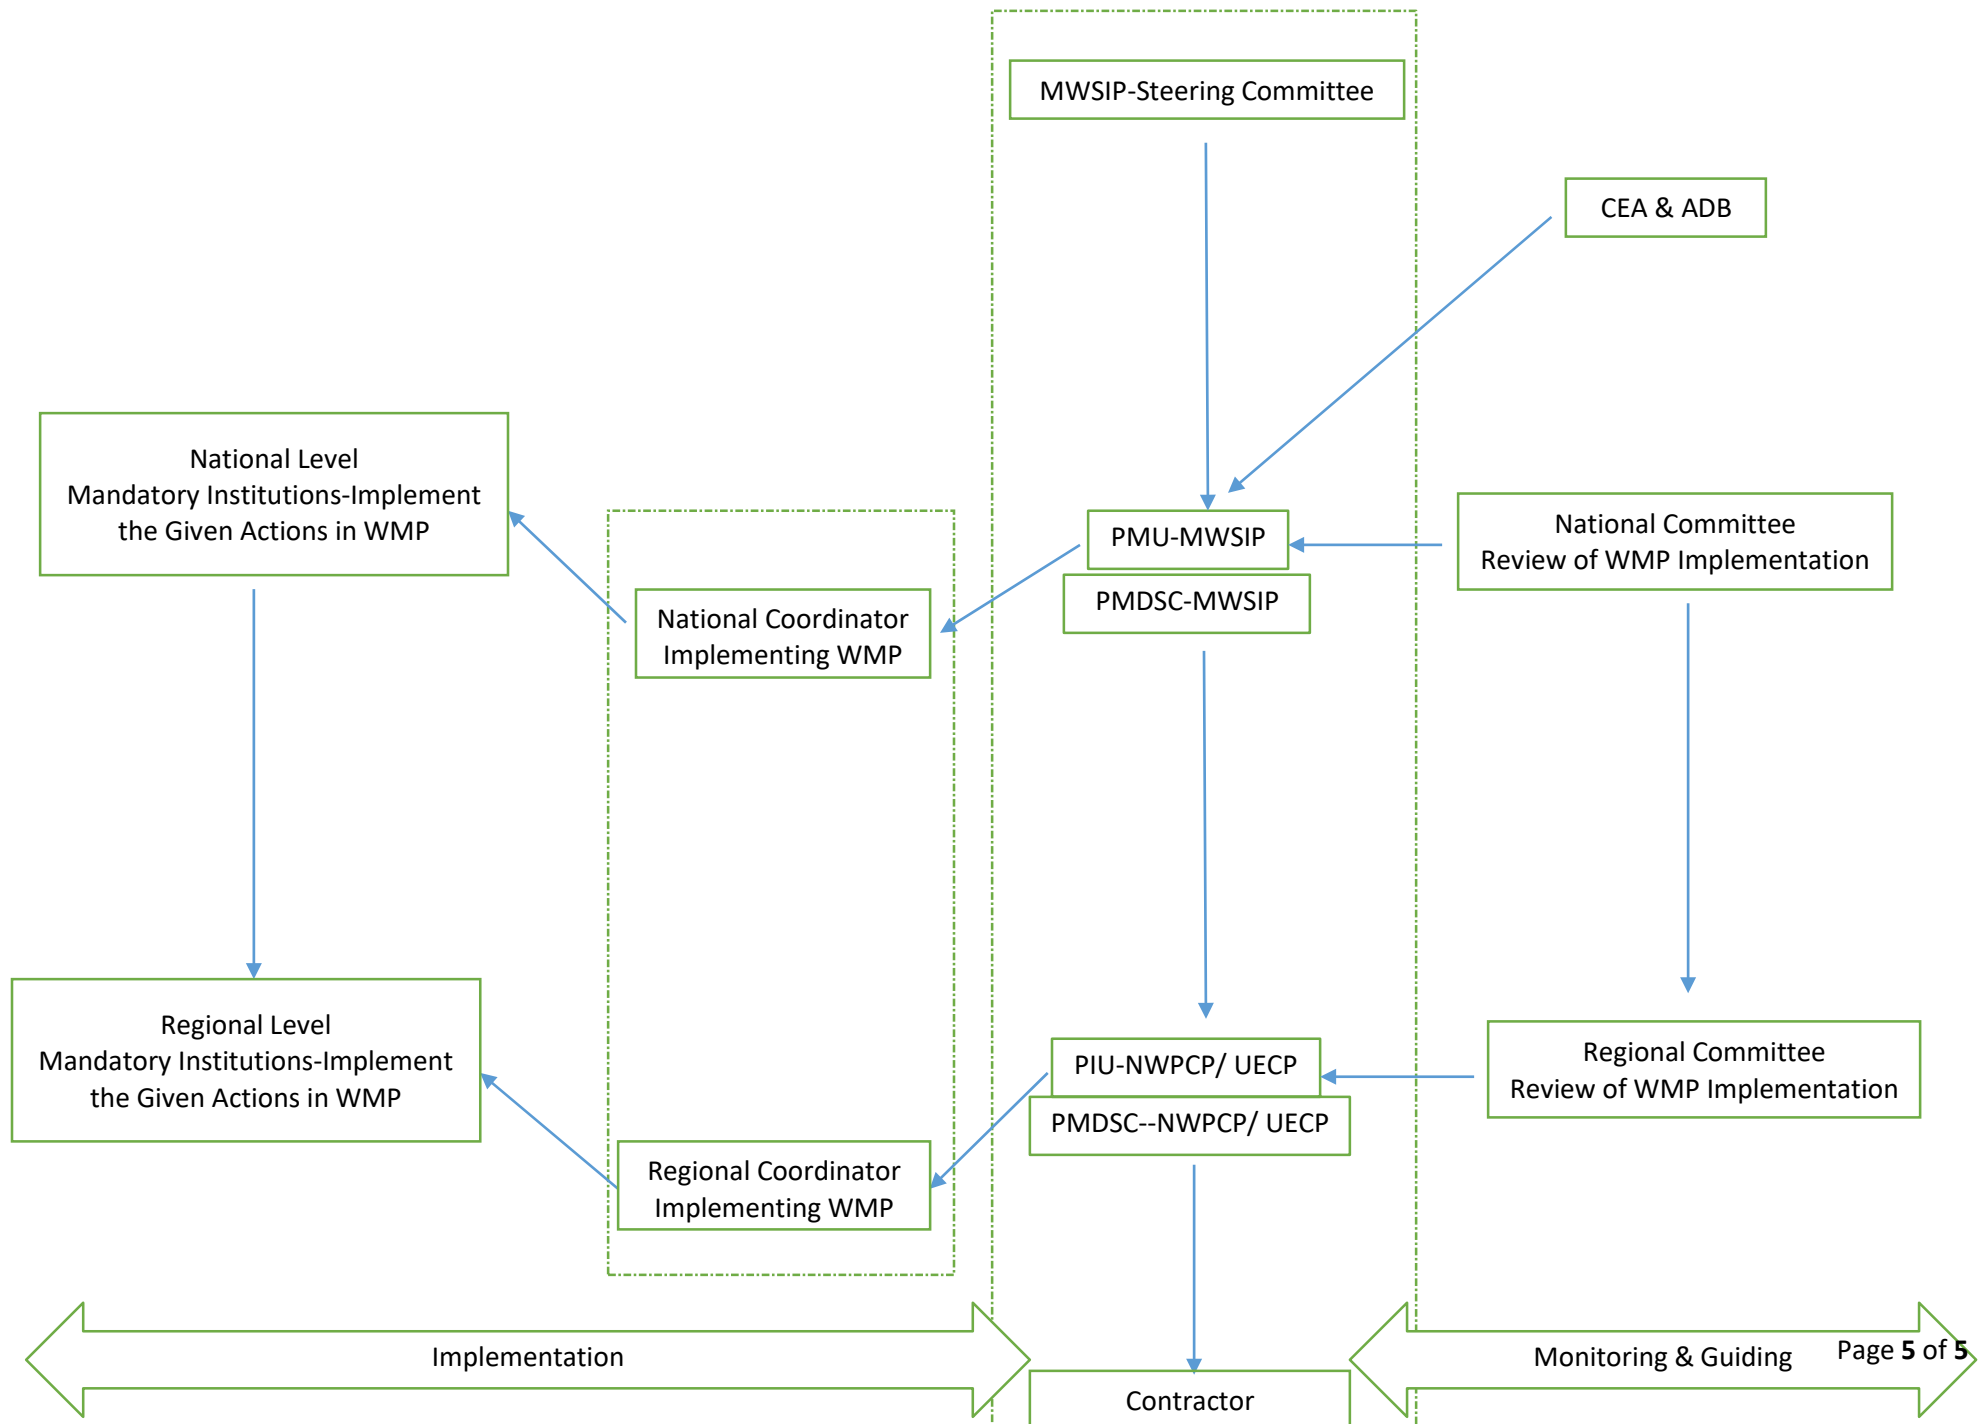 MWSIP-Steering Committee
CEA & ADB
National Level
Mandatory Institutions-Implement
the Given Actions in WMP
National Coordinator
Implementing WMP
PMU-MWSIP
PMDSC-MWSIP
National Committee
Review of WMP Implementation
Regional Level
Mandatory Institutions-Implement
the Given Actions in WMP
Regional Coordinator
Implementing WMP
PIU-NWPCP/ UECP
PMDSC--NWPCP/ UECP
Regional Committee
Review of WMP Implementation
Implementation
Monitoring & Guiding
Page 5 of 5
Contractor